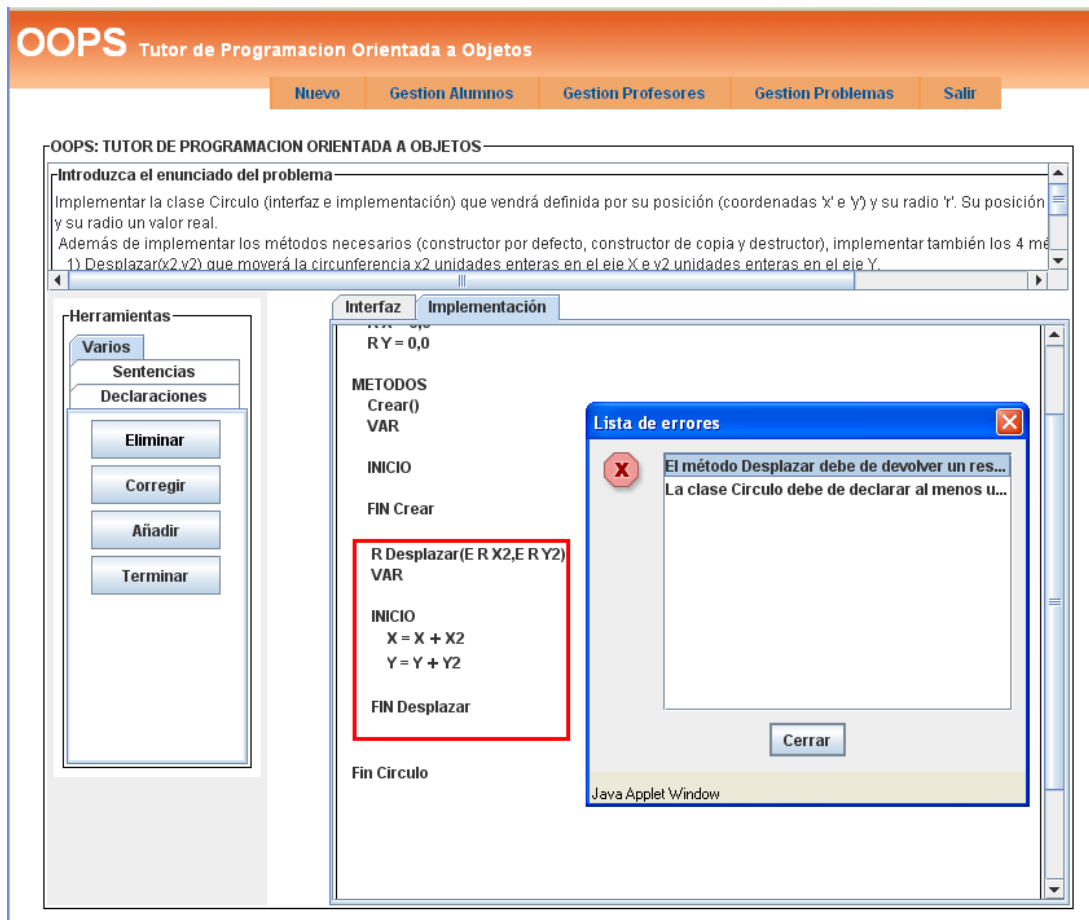 OOPS Tutor de Programacion Orientada a Objetos
Nuevo Gestion Alumnos Gestion Profesores Gestion Problemas Salir
OOPS: TUTOR DE PROGRAMACION ORIENTADA A OBJETOS
Introduzca el enunciado del problema
Implementar la clase Circulo (interfaz e implementación) que vendrá definida por su posición (coordenadas 'x' e 'y') y su radio 'r'. Su posición
y su radio un valor real.
Además de implementar los métodos necesarios (constructor por defecto, constructor de copia y destructor), implementar también los 4 mé
1) Desplazar(x2,y2) que moverá la circunferencia x2 unidades enteras en el eje X e y2 unidades enteras en el eje Y.
Herramientas
Varios
Sentencias
Declaraciones
Eliminar
Corregir
Añadir
Terminar
Interfaz Implementación
R X = 0,0
R Y = 0,0
METODOS
Crear()
VAR
INICIO
FIN Crear
R Desplazar(E R X2,E R Y2)
VAR
INICIO
X = X + X2
Y = Y + Y2
FIN Desplazar
Fin Circulo
Lista de errores
X
El método Desplazar debe de devolver un res...
La clase Circulo debe de declarar al menos u...
Cerrar
Java Applet Window